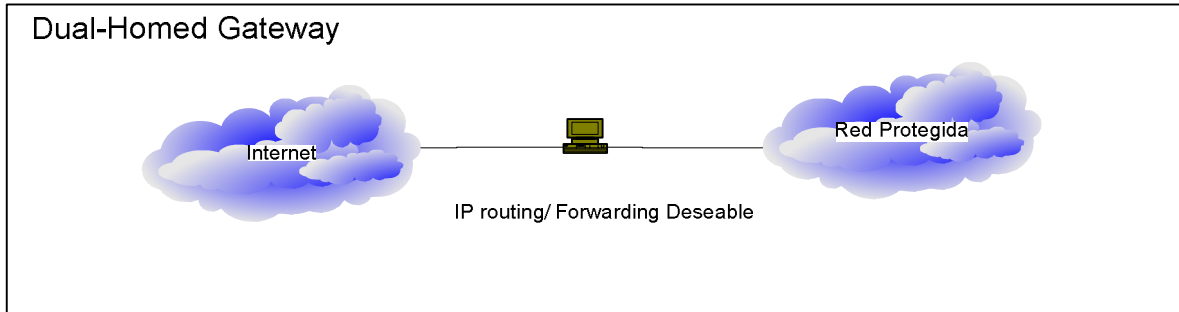 Dual-Homed Gateway
Internet
Red Protegida
IP routing/ Forwarding Deseable